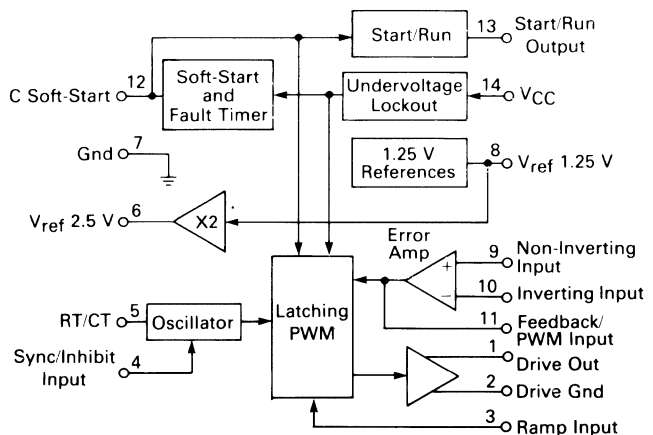 Start/Run
13
Start/Run
Output
12
C Soft-Start
Soft-Start
and
Fault Timer
Undervoltage
Lockout
14
VCC
7
Gnd
1.25 V
References
8
Vref 1.25 V
6
Vref 2.5 V
X2
Error
Amp
9
Non-Inverting
Input
+
−
10
Inverting Input
5
RT/CT
Oscillator
Latching
PWM
11
Feedback/
PWM Input
Sync/Inhibit
Input
4
1
Drive Out
2
Drive Gnd
3
Ramp Input